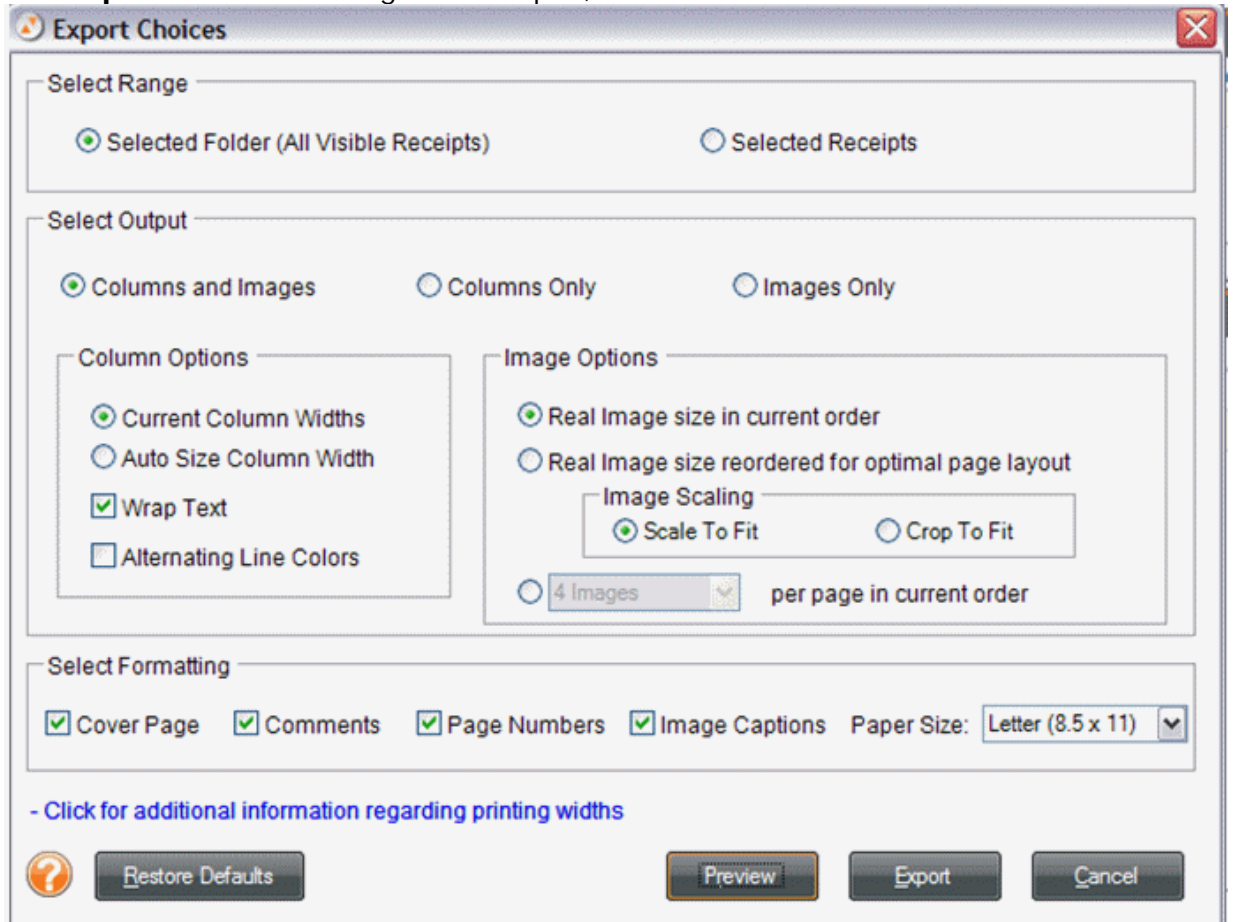 Export Choices
Select Range
Selected Folder (All Visible Receipts) Selected Receipts
Select Output
Columns and Images Columns Only Images Only
Column Options Image Options
Current Column Widths Real Image size in current order
Auto Size Column Width Real Image size reordered for optimal page layout
Image Scaling
Wrap Text Scale To Fit Crop To Fit
Alternating Line Colors
4 Images per page in current order
Select Formatting
Cover Page Comments Page Numbers Image Captions Paper Size: Letter (8.5 x 11)
- Click for additional information regarding printing widths
? Restore Defaults Preview Export Cancel